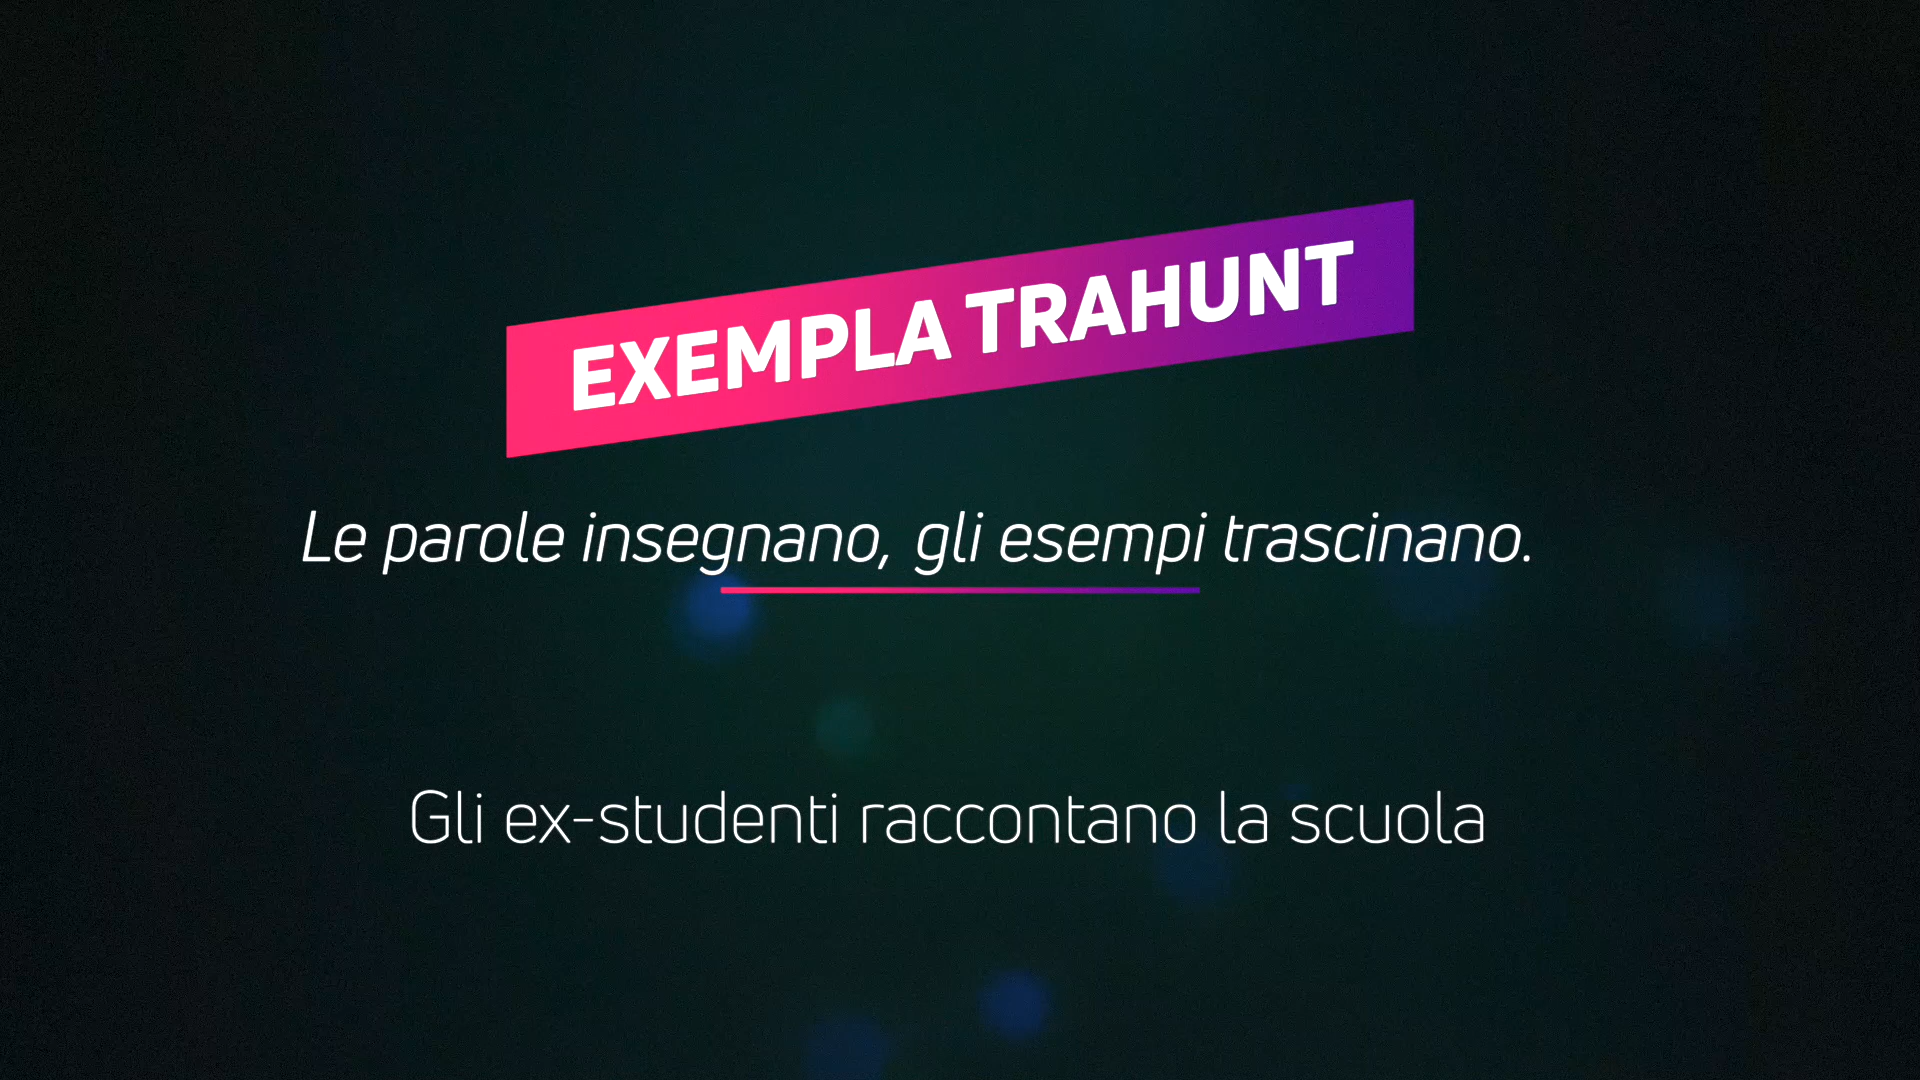 EXEMPLA TRAHUNT
Le parole insegnano, gli esempi trascinano.
Gli ex-studenti raccontano la scuola